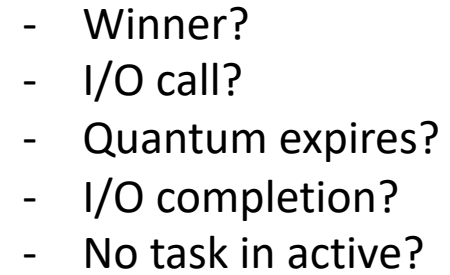 - Winner?
- I/O call?
- Quantum expires?
- I/O completion?
- No task in active?